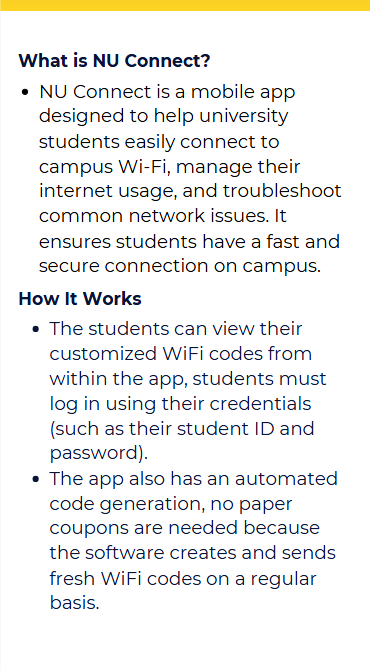 What is NU Connect?
• NU Connect is a mobile app
designed to help university
students easily connect to
campus Wi-Fi, manage their
internet usage, and troubleshoot
common network issues. It
ensures students have a fast and
secure connection on campus.
How It Works
• The students can view their
customized WiFi codes from
within the app, students must
log in using their credentials
(such as their student ID and
password).
• The app also has an automated
code generation, no paper
coupons are needed because
the software creates and sends
fresh WiFi codes on a regular
basis.